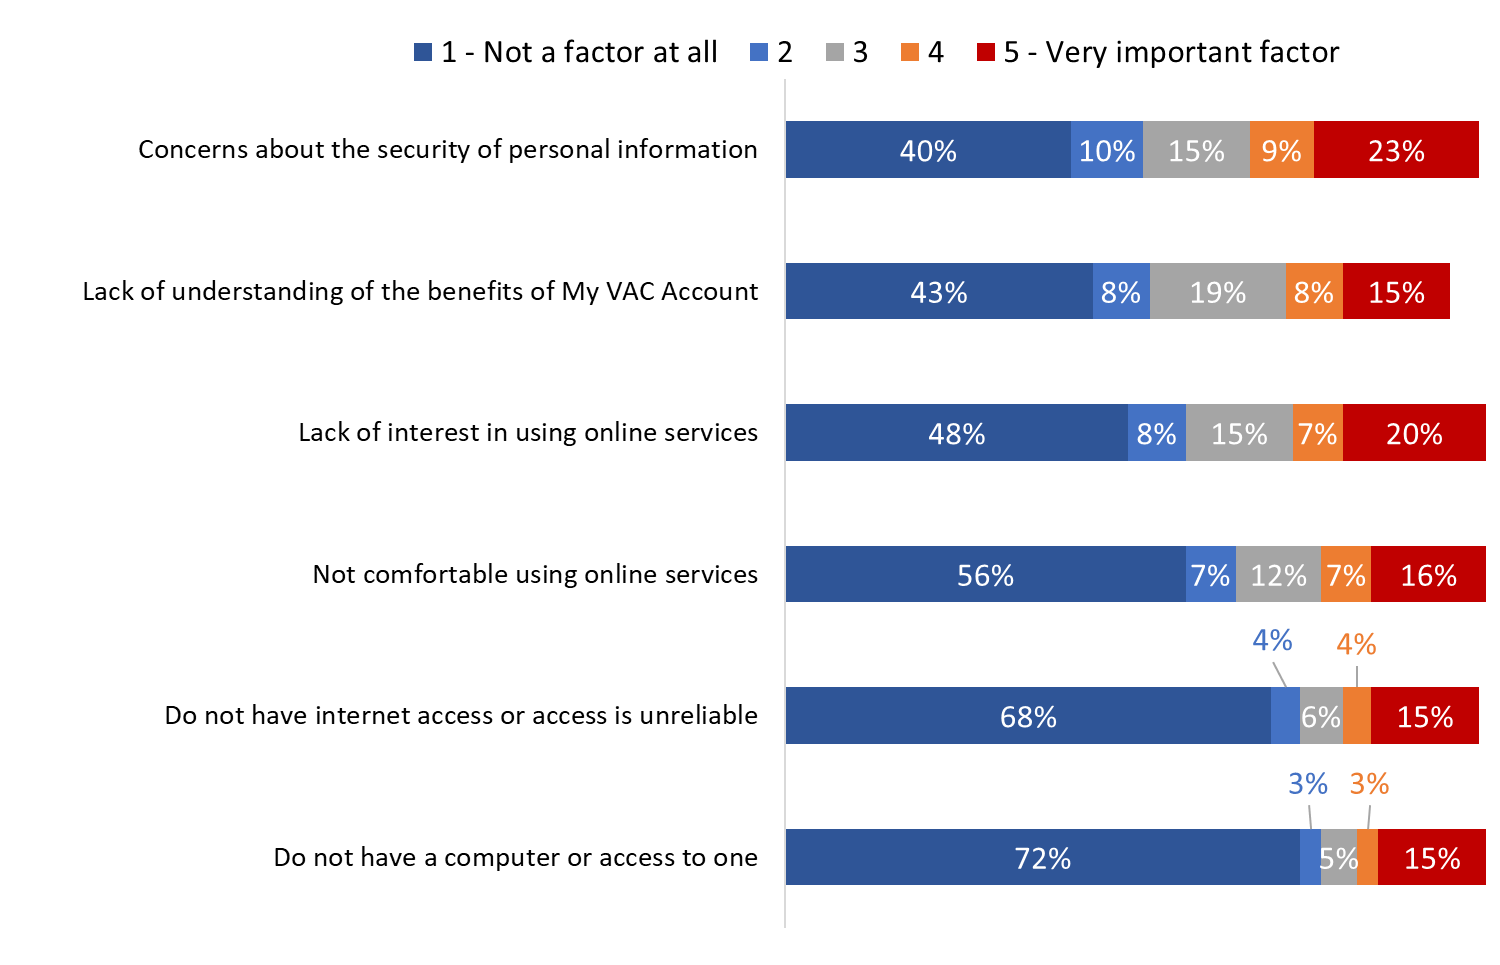 1 - Not a factor at all 2 3 4 5 - Very important factor
Concerns about the security of personal information 40% 10% 15% 9% 23%
Lack of understanding of the benefits of My VAC Account 43% 8% 19% 8% 15%
Lack of interest in using online services 48% 8% 15% 7% 20%
Not comfortable using online services 56% 7% 12% 7% 16%
4% 4%
Do not have internet access or access is unreliable 68% 6% 15%
3% 3%
Do not have a computer or access to one 72% 5% 15%